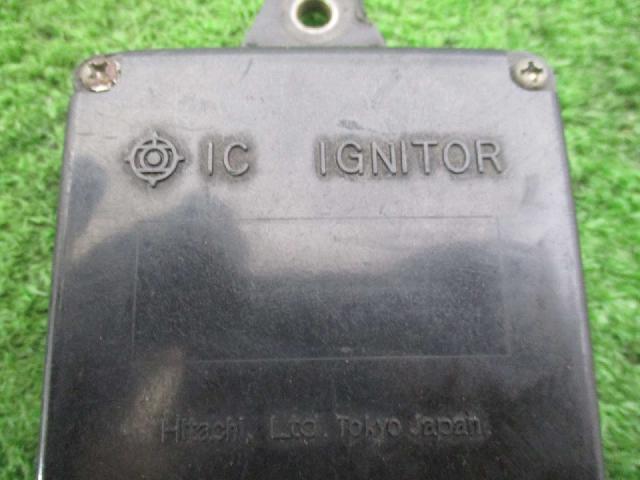 IC IGNITOR
Hitachi, Ltd. Tokyo Japan